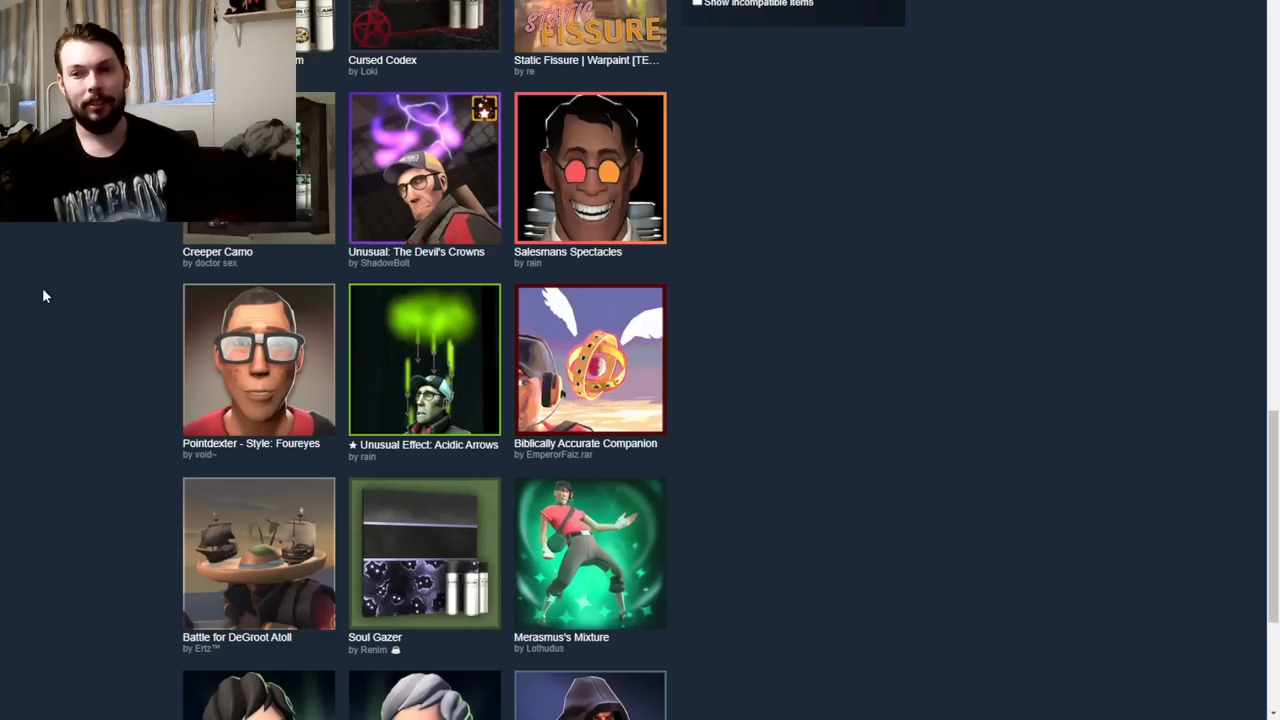 Show incompatible items
STATIC
FISSURE
m
Cursed Codex
by Loki
Static Fissure | Warpaint [TE...
by re
Creeper Camo
by doctor sex
Unusual: The Devil's Crowns
by ShadowBolt
Salesmans Spectacles
by rain
Pointdexter - Style: Foureyes
by void~
★ Unusual Effect: Acidic Arrows
by rain
Biblically Accurate Companion
by EmperorFaiz.rar
Battle for DeGroot Atoll
by Ertz™
Soul Gazer
by Renim
Merasmus's Mixture
by Lothudus